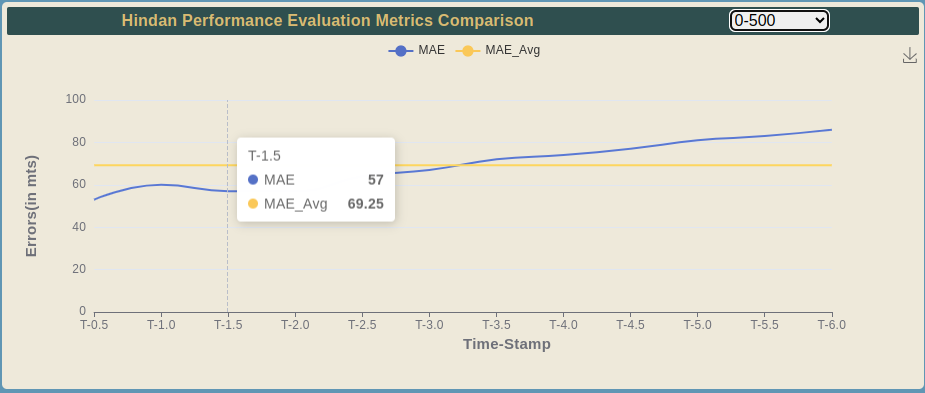 Hindan Performance Evaluation Metrics Comparison
0-500
MAE MAE_Avg
Errors(in mts)
100
80
60
40
20
0
T-1.5
MAE 57
MAE_Avg 69.25
T-0.5 T-1.0 T-1.5 T-2.0 T-2.5 T-3.0 T-3.5 T-4.0 T-4.5 T-5.0 T-5.5 T-6.0
Time-Stamp